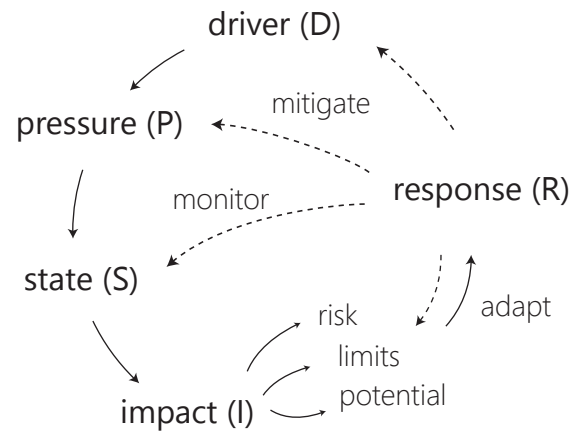 driver (D)
mitigate
pressure (P)
response (R)
monitor
state (S)
adapt
risk
limits
potential
impact (I)